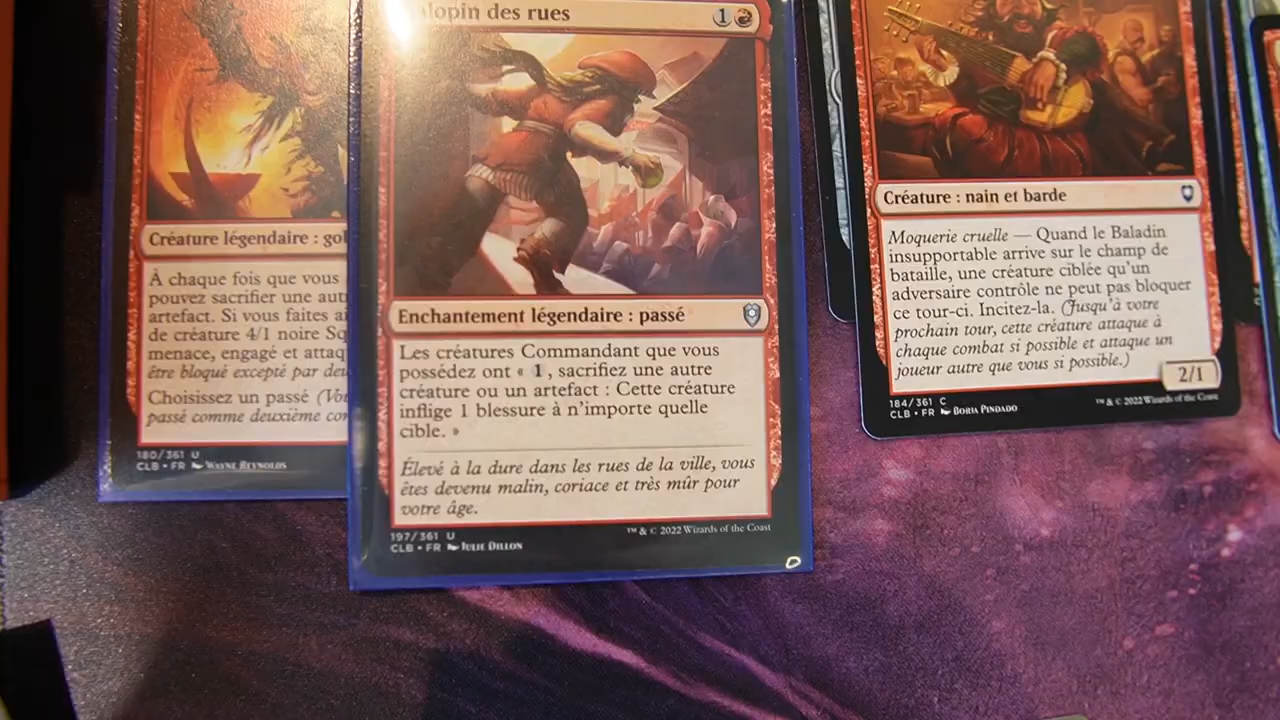 Créature légendaire :
À chaque fois que vous
pouvez sacrifier une
artefact. Si vous faites
de créature 4/1 noire
menace, engagé et
être bloqué excepté par
Choisissez un passé
passé comme deuxième
180/361 U
CLB • FR WAYNE REYNOLDS
des rues
1
Enchantement légendaire : passé
Les créatures Commandant que vous
possédez ont « 1, sacrifiez une autre
créature ou un artefact : Cette créature
inflige 1 blessure à n'importe quelle
cible. »
Élevé à la dure dans les rues de la ville, vous
êtes devenu malin, coriace et très mûr pour
votre âge.
197/361 U
CLB • FR JULIE DILLON
™ & © 2022 Wizards of the Coast
Créature : nain et barde
Moquerie cruelle — Quand le Baladin
insupportable arrive sur le champ de
bataille, une créature ciblée qu'un
adversaire contrôle ne peut pas bloquer
ce tour-ci. Incitez-la. (Jusqu'à votre
prochain tour, cette créature attaque à
chaque combat si possible et attaque un
joueur autre que vous si possible.)
2/1
184/361 C
CLB • FR BORJA PINDADO
™ & © 2022 Wizards of the Coast